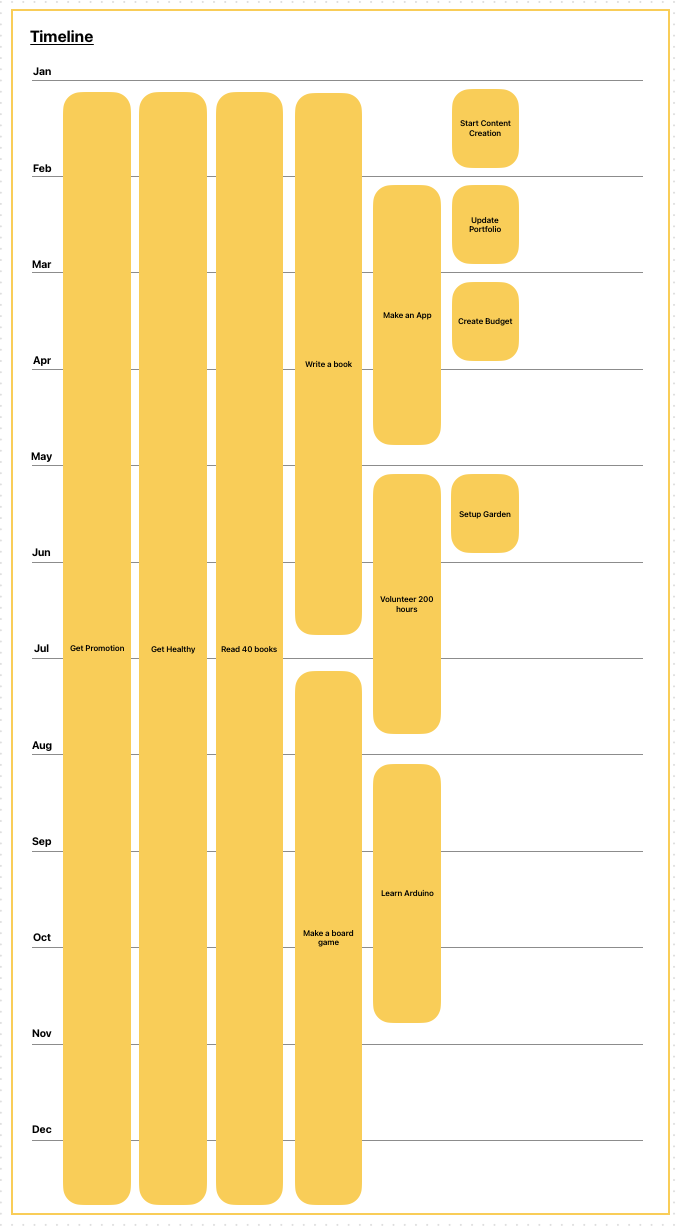 Timeline
Jan
Start Content
Creation
Feb
Update
Portfolio
Mar
Make an App
Create Budget
Apr
Write a book
May
Setup Garden
Jun
Volunteer 200
hours
Jul
Get Promotion
Get Healthy
Read 40 books
Aug
Sep
Learn Arduino
Oct
Make a board
game
Nov
Dec